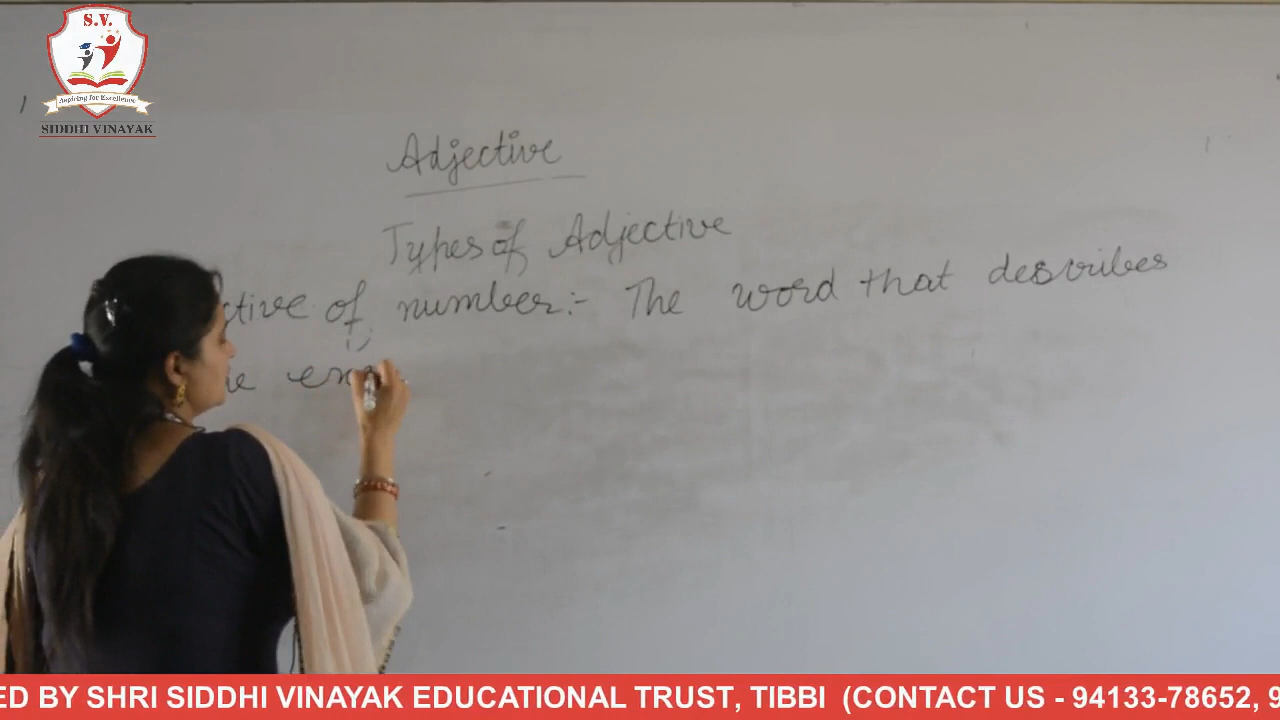 S.V.
Aspiring for Excellence
SIDDHI VINAYAK
Adjective
Types of Adjective
ctive of number:- The word that describes
ED BY SHRI SIDDHI VINAYAK EDUCATIONAL TRUST, TIBBI (CONTACT US - 94133-78652, 9